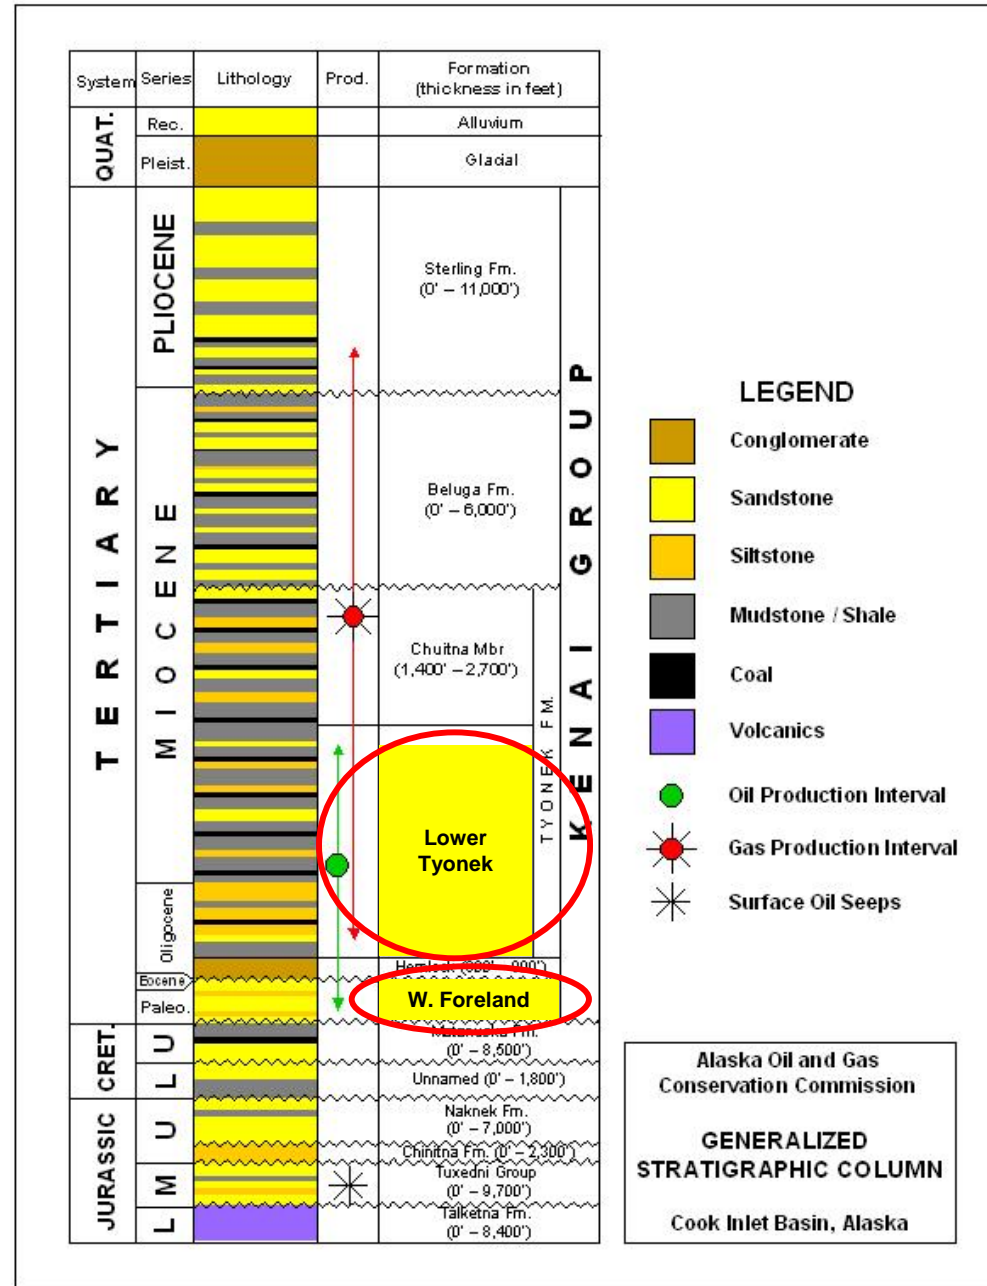 System Series Lithology Prod. Formation
(thickness in feet)
QUAT.
Rec.
Alluvium
Pleist.
Glacial
TERTIARY
PLIOCENE
Sterling Fm.
(0' – 11,000')
KENAI GROUP
MIOCENE
Beluga Fm.
(0' – 6,000')
Chuitna Mbr
(1,400' – 2,700')
TYONEK FM.
Lower
Tyonek
Oligocene
Eocene
W. Foreland
Paleo.
CRET.
U
Fm.
(0' – 8,500')
L
Unnamed (0' – 1,800')
JURASSIC
U
Naknek Fm.
(0' – 7,000')
Chinitna Fm. (0' – 2,300')
M
Tuxedni Group
(0' – 9,700')
L
Talketna Fm.
(0' – 8,400')
LEGEND
Conglomerate
Sandstone
Siltstone
Mudstone / Shale
Coal
Volcanics
Oil Production Interval
Gas Production Interval
Surface Oil Seeps
Alaska Oil and Gas
Conservation Commission
GENERALIZED
STRATIGRAPHIC COLUMN
Cook Inlet Basin, Alaska